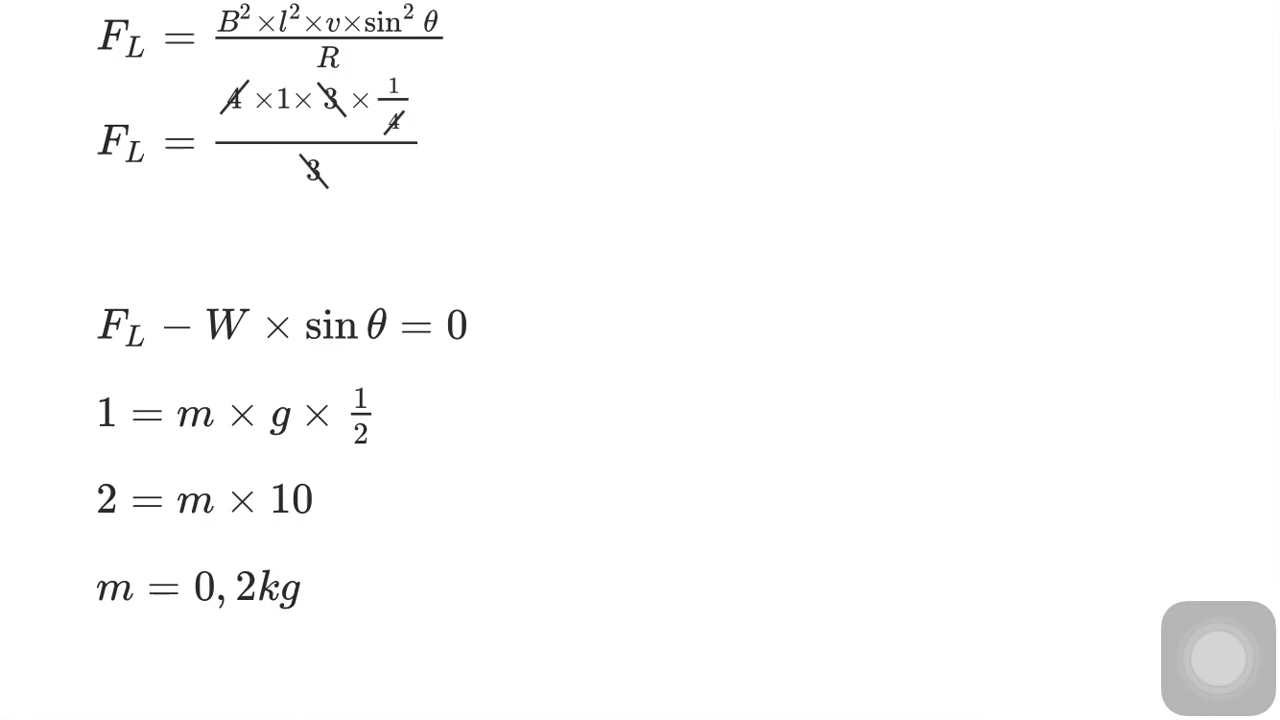 F_L = (B² × l² × v × sin² θ) / R
F_L = (4 × 1 × 3 × 1/4) / 3
F_L − W × sin θ = 0
1 = m × g × 1/2
2 = m × 10
m = 0, 2kg